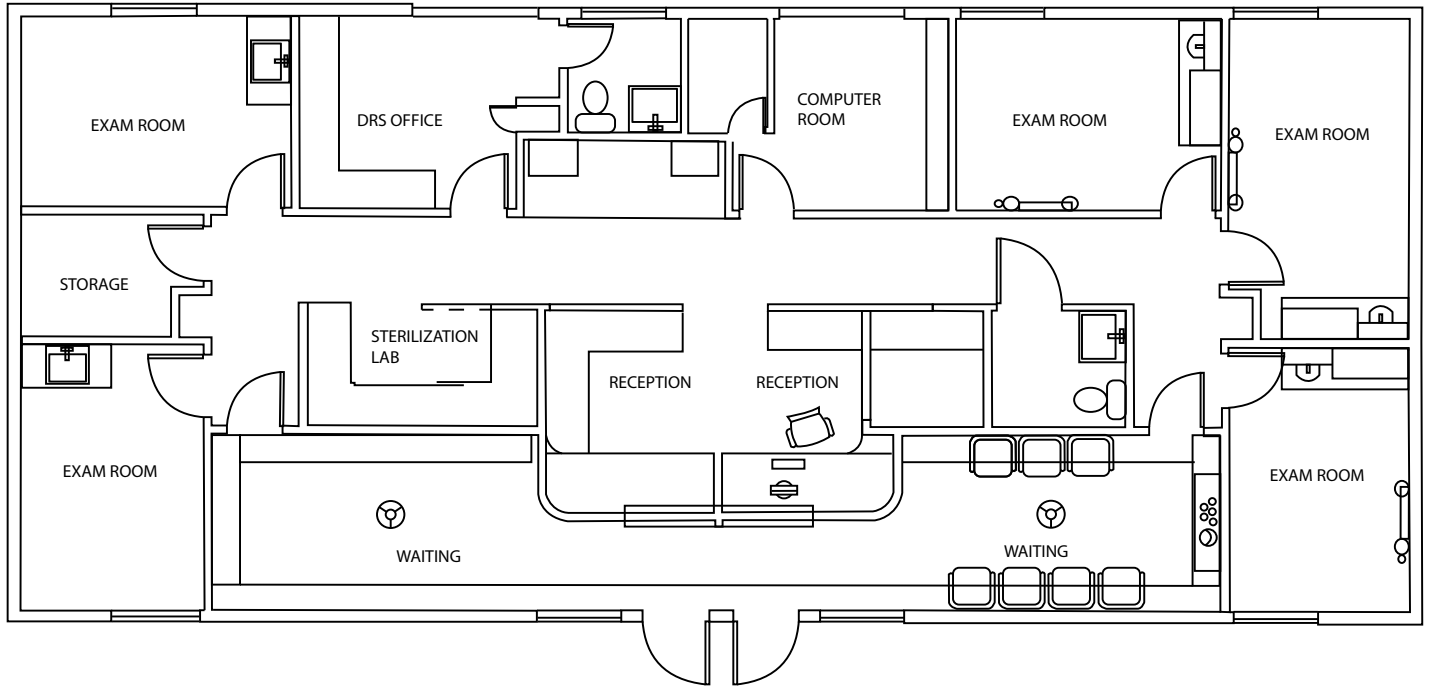 EXAM ROOM
DRS OFFICE
COMPUTER
ROOM
EXAM ROOM
EXAM ROOM
STORAGE
STERILIZATION
LAB
RECEPTION
RECEPTION
EXAM ROOM
EXAM ROOM
WAITING
WAITING